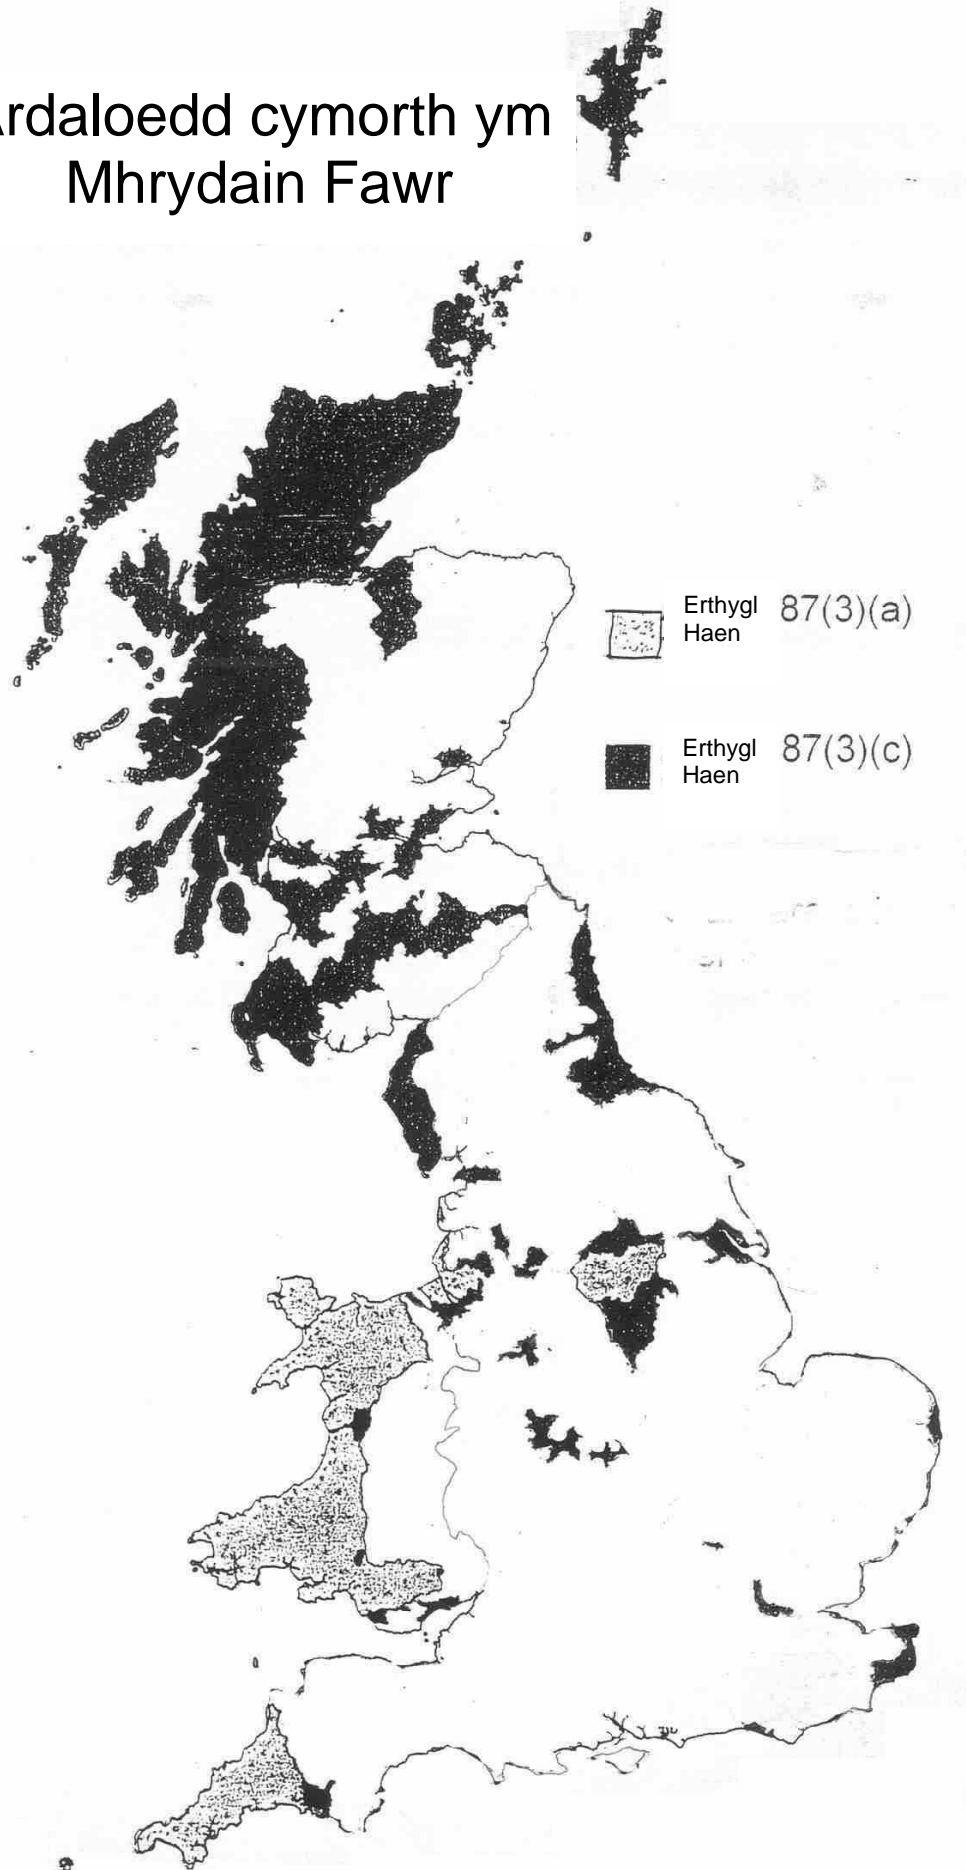 Ardaloedd cymorth ym
Mhrydain Fawr
Erthygl 87(3)(a)
Haen
Erthygl 87(3)(c)
Haen